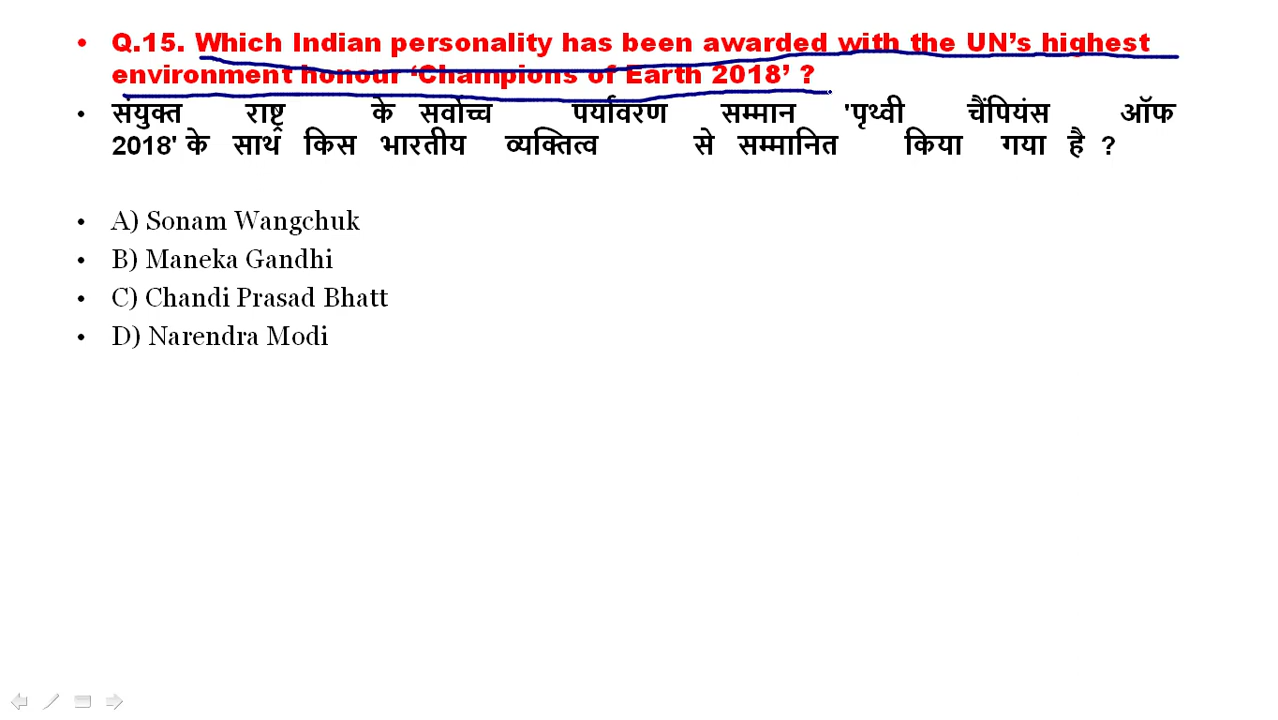 • Q.15. Which Indian personality has been awarded with the UN’s highest
environment honour ‘Champions of Earth 2018’ ?
• संयुक्त राष्ट्र के सर्वोच्च पर्यावरण सम्मान 'पृथ्वी चैंपियंस ऑफ
2018' के साथ किस भारतीय व्यक्तित्व से सम्मानित किया गया है ?
• A) Sonam Wangchuk
• B) Maneka Gandhi
• C) Chandi Prasad Bhatt
• D) Narendra Modi